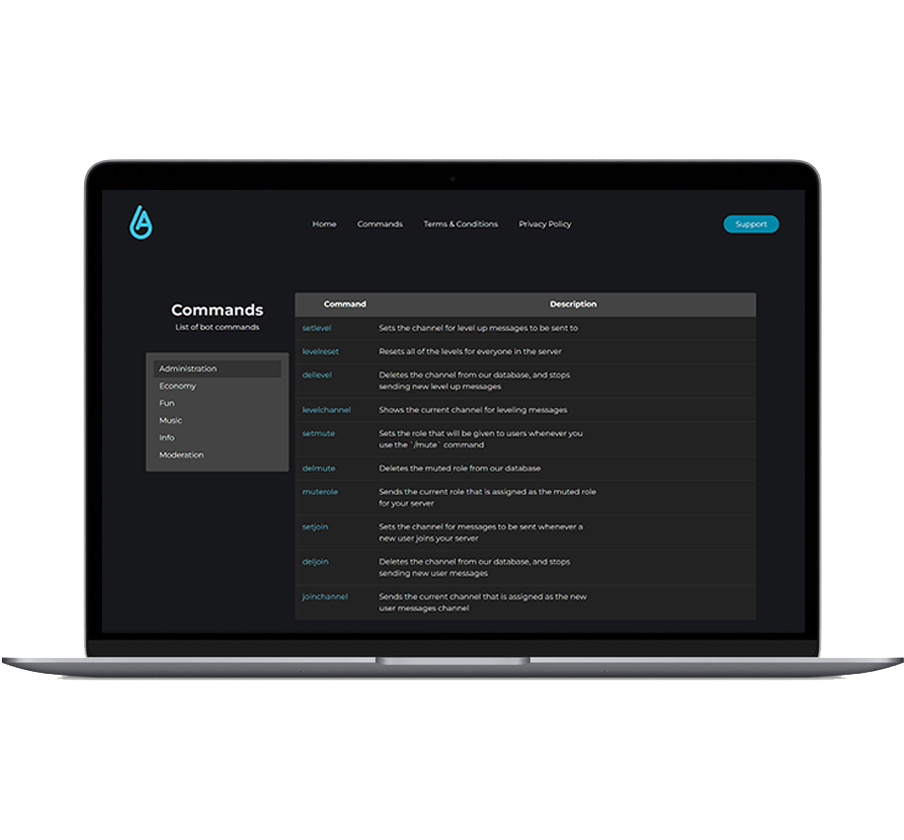 Home Commands Terms & Conditions Privacy Policy Support
Commands
List of bot commands
Administration
Economy
Fun
Music
Info
Moderation
Command Description
setlevel Sets the channel for level up messages to be sent to
levelreset Resets all of the levels for everyone in the server
dellevel Deletes the channel from our database, and stops
sending new level up messages
levelchannel Shows the current channel for leveling messages
setmute Sets the role that will be given to users whenever you
use the `/mute` command
delmute Deletes the muted role from our database
muterole Sends the current role that is assigned as the muted role
for your server
setjoin Sets the channel for messages to be sent whenever a
new user joins your server
deljoin Deletes the channel from our database, and stops
sending new user messages
joinchannel Sends the current channel that is assigned as the new
user messages channel